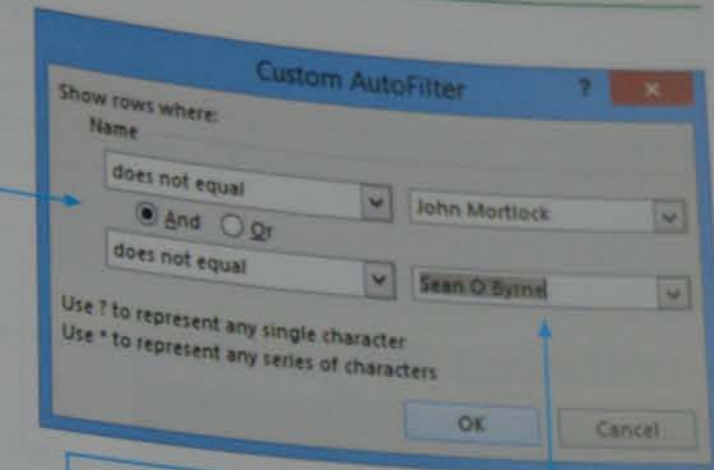 Custom AutoFilter ?
Show rows where:
Name
does not equal John Mortlock
And Or
does not equal Sean O Byrne
Use ? to represent any single character
Use * to represent any series of characters
OK Cancel